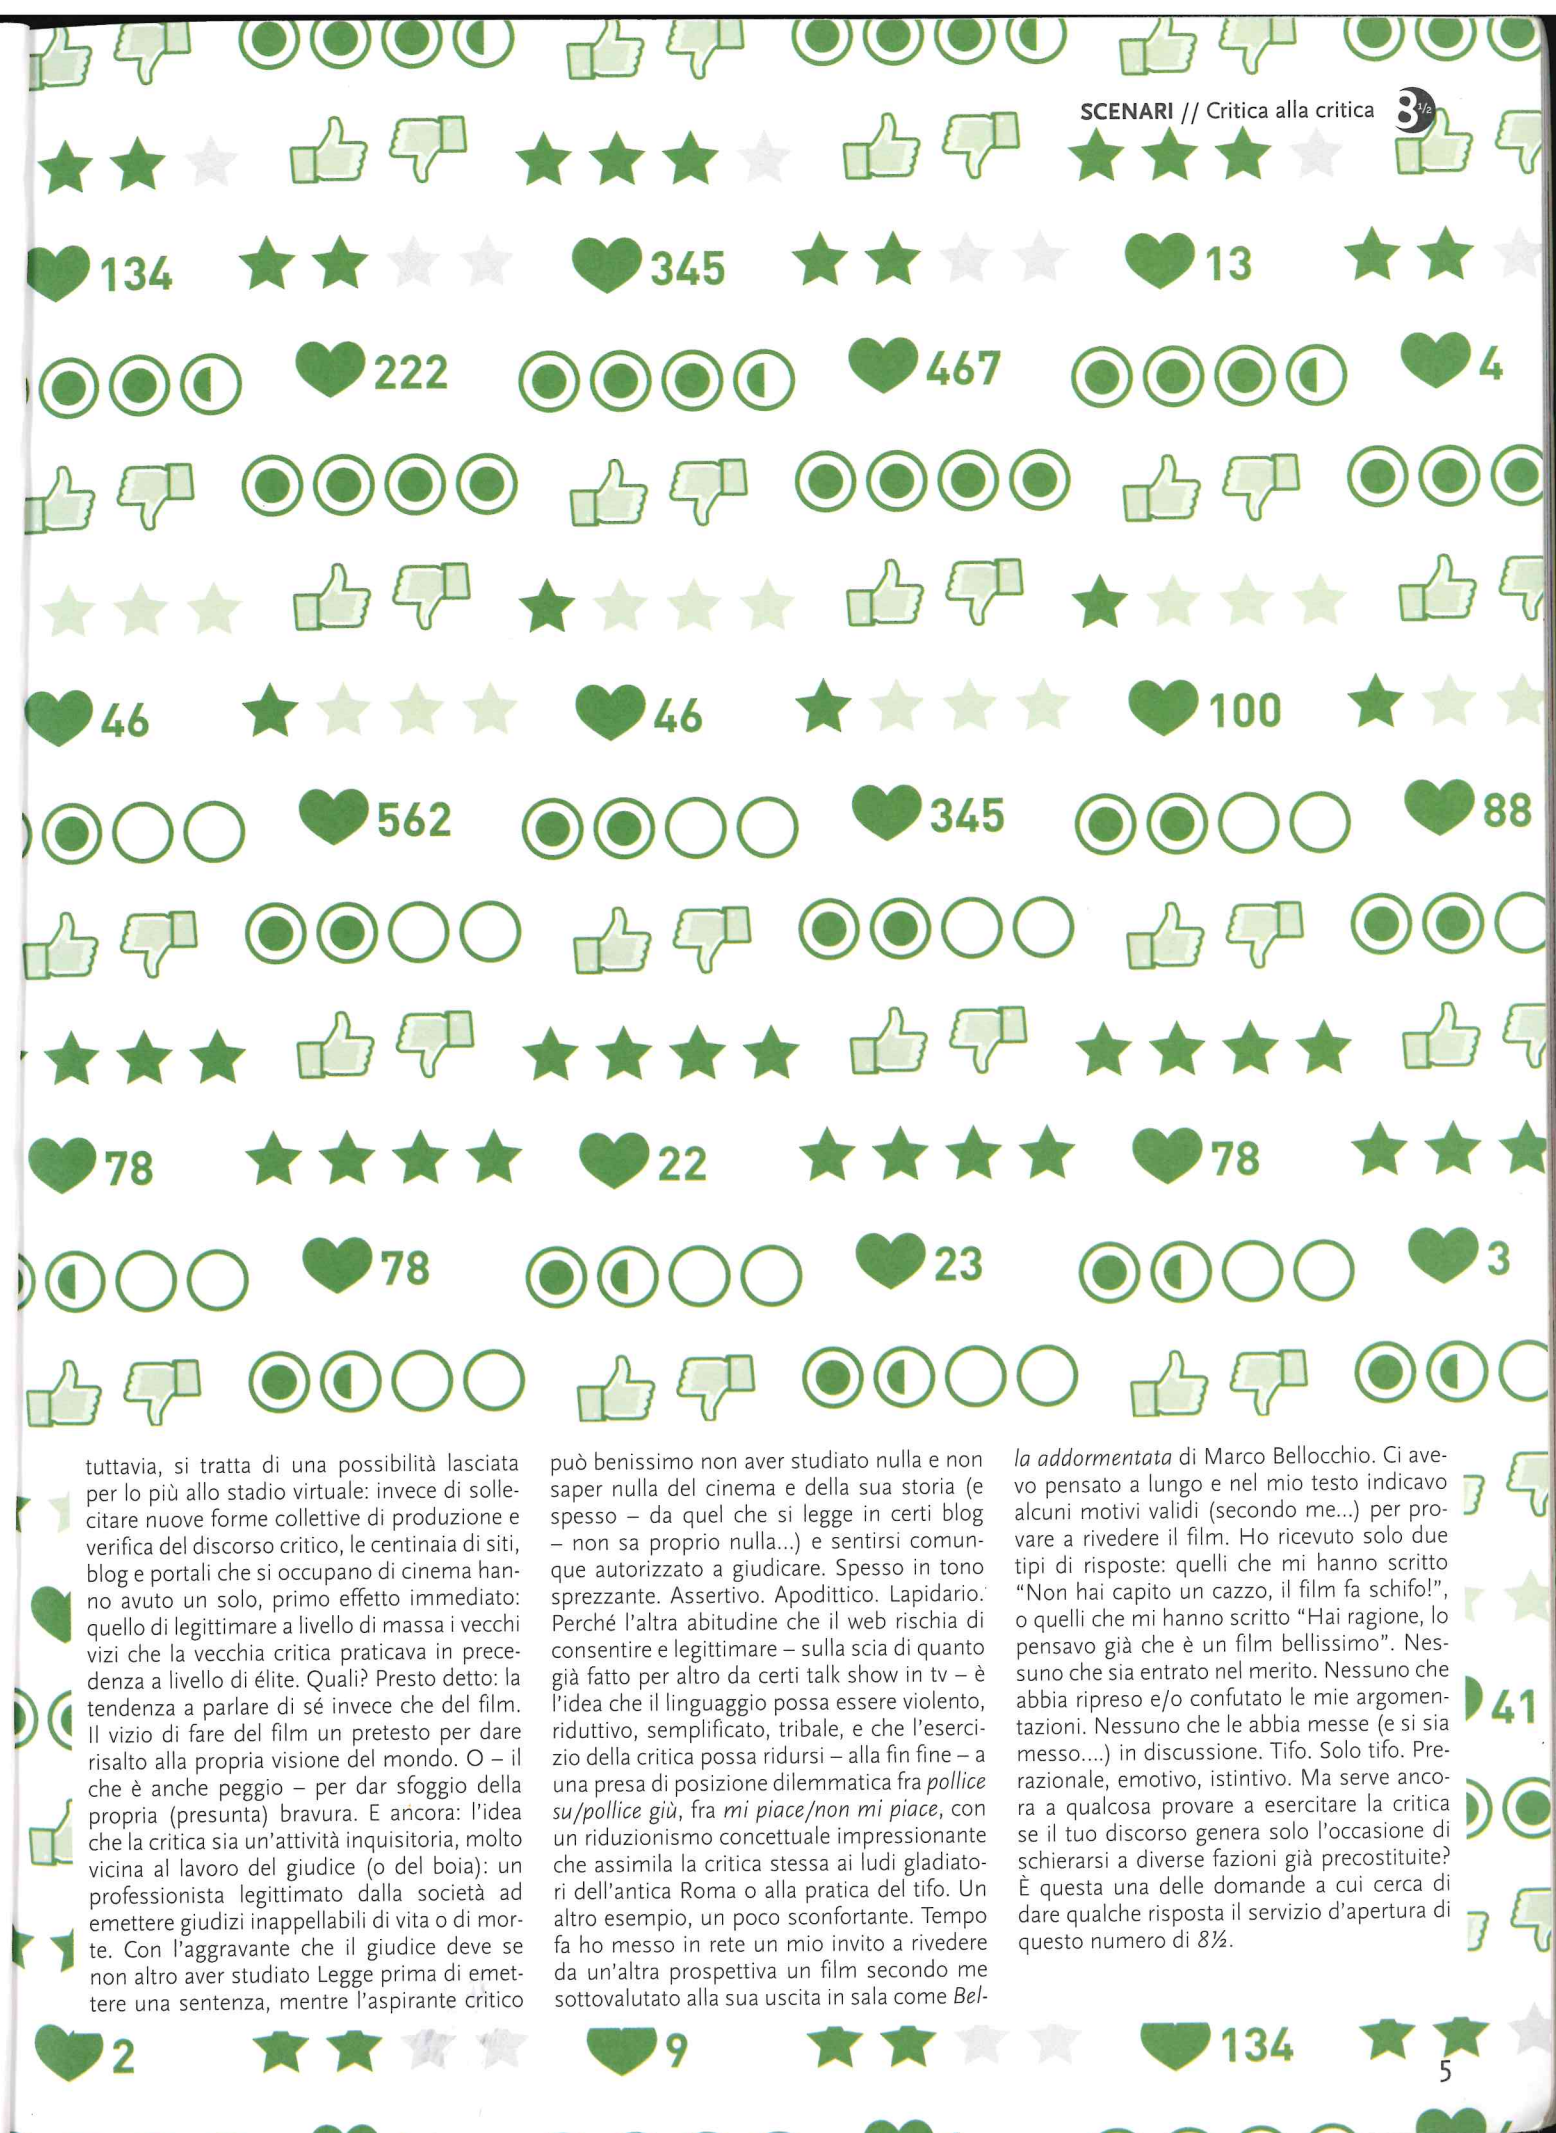 SCENARI // Critica alla critica 8½
134 345 13
222 467 4
46 46 100
562 345 88
78 22 78
78 23 3
tuttavia, si tratta di una possibilità lasciata
per lo più allo stadio virtuale: invece di solle-
citare nuove forme collettive di produzione e
verifica del discorso critico, le centinaia di siti,
blog e portali che si occupano di cinema han-
no avuto un solo, primo effetto immediato:
quello di legittimare a livello di massa i vecchi
vizi che la vecchia critica praticava in prece-
denza a livello di élite. Quali? Presto detto: la
tendenza a parlare di sé invece che del film.
Il vizio di fare del film un pretesto per dare
risalto alla propria visione del mondo. O – il
che è anche peggio – per dar sfoggio della
propria (presunta) bravura. E ancora: l'idea
che la critica sia un'attività inquisitoria, molto
vicina al lavoro del giudice (o del boia): un
professionista legittimato dalla società ad
emettere giudizi inappellabili di vita o di mor-
te. Con l'aggravante che il giudice deve se
non altro aver studiato Legge prima di emet-
tere una sentenza, mentre l'aspirante critico
può benissimo non aver studiato nulla e non
saper nulla del cinema e della sua storia (e
spesso – da quel che si legge in certi blog
– non sa proprio nulla...) e sentirsi comun-
que autorizzato a giudicare. Spesso in tono
sprezzante. Assertivo. Apodittico. Lapidario.
Perché l'altra abitudine che il web rischia di
consentire e legittimare – sulla scia di quanto
già fatto per altro da certi talk show in tv – è
l'idea che il linguaggio possa essere violento,
riduttivo, semplificato, tribale, e che l'eserci-
zio della critica possa ridursi – alla fin fine – a
una presa di posizione dilemmatica fra pollice
su/pollice giù, fra mi piace/non mi piace, con
un riduzionismo concettuale impressionante
che assimila la critica stessa ai ludi gladiato-
ri dell'antica Roma o alla pratica del tifo. Un
altro esempio, un poco sconfortante. Tempo
fa ho messo in rete un mio invito a rivedere
da un'altra prospettiva un film secondo me
sottovalutato alla sua uscita in sala come Bel-
la addormentata di Marco Bellocchio. Ci ave-
vo pensato a lungo e nel mio testo indicavo
alcuni motivi validi (secondo me...) per pro-
vare a rivedere il film. Ho ricevuto solo due
tipi di risposte: quelli che mi hanno scritto
“Non hai capito un cazzo, il film fa schifo!”,
o quelli che mi hanno scritto “Hai ragione, lo
pensavo già che è un film bellissimo”. Nes-
suno che sia entrato nel merito. Nessuno che
abbia ripreso e/o confutato le mie argomen-
tazioni. Nessuno che le abbia messe (e si sia
messo....) in discussione. Tifo. Solo tifo. Pre-
razionale, emotivo, istintivo. Ma serve anco-
ra a qualcosa provare a esercitare la critica
se il tuo discorso genera solo l'occasione di
schierarsi a diverse fazioni già precostituite?
È questa una delle domande a cui cerca di
dare qualche risposta il servizio d'apertura di
questo numero di 8½.
41
2 9 134
5